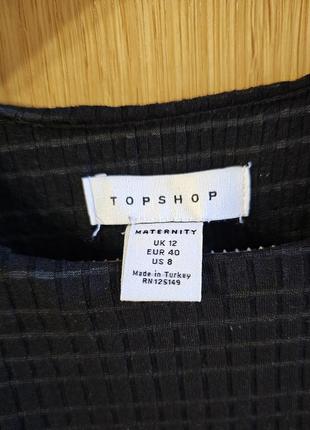 TOPSHOP
MATERNITY
UK 12
EUR 40
US 8
Made in Turkey
RN125149